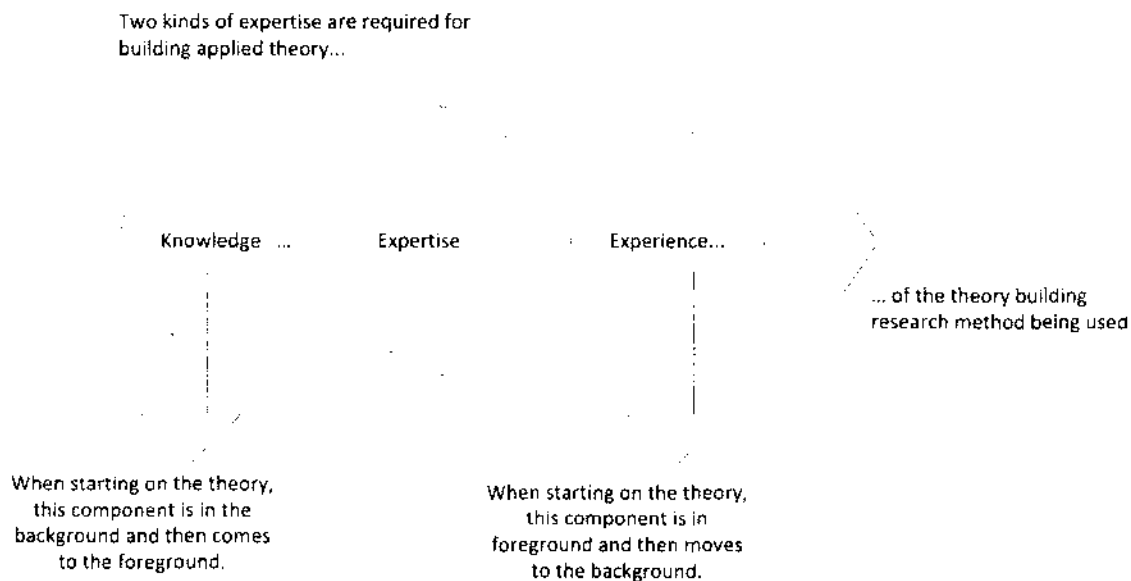 Two kinds of expertise are required for
building applied theory...
Knowledge ... Expertise Experience...
... of the theory building
research method being used
When starting on the theory,
this component is in the
background and then comes
to the foreground.
When starting on the theory,
this component is in
foreground and then moves
to the background.